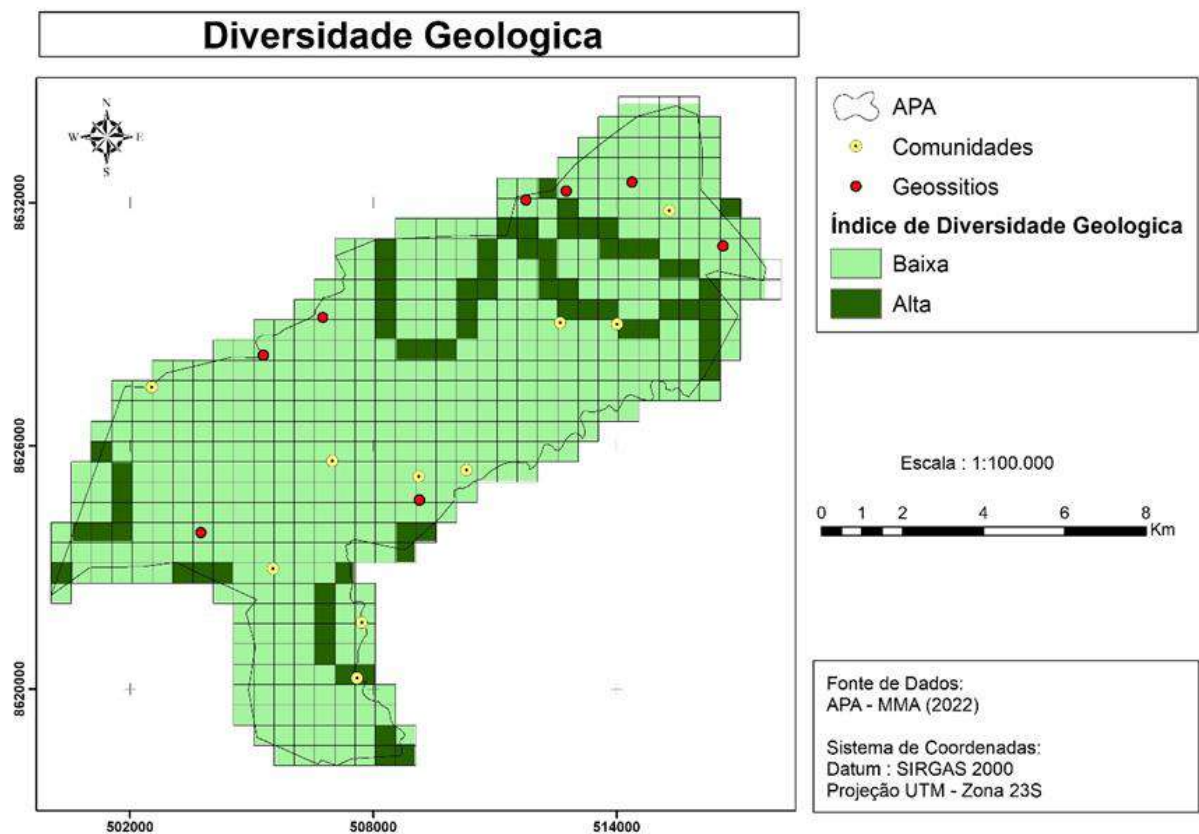 Diversidade Geologica
N
W E
S
8632000
8626000
8620000
502000 508000 514000
APA
Comunidades
Geossitios
Índice de Diversidade Geologica
Baixa
Alta
Escala : 1:100.000
0 1 2 4 6 8
Km
Fonte de Dados:
APA - MMA (2022)
Sistema de Coordenadas:
Datum : SIRGAS 2000
Projeção UTM - Zona 23S